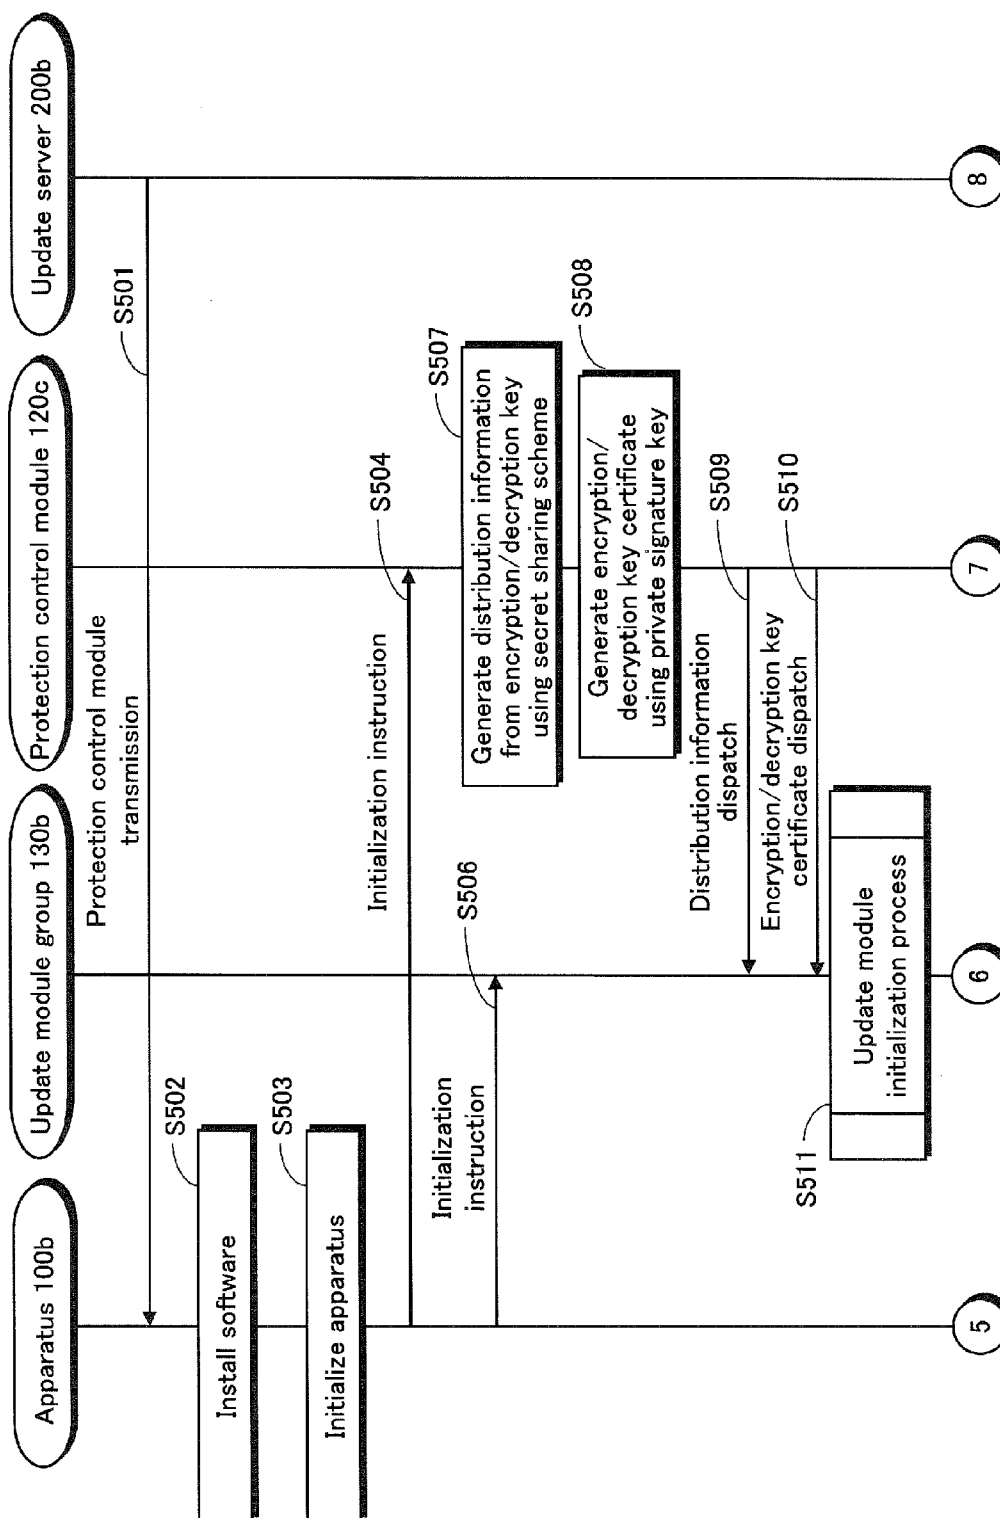 Apparatus 100b
Update module group 130b
Protection control module 120c
Update server 200b
Protection control module
transmission
S501
S502
Install software
S503
Initialize apparatus
Initialization instruction
S504
Initialization
instruction
S506
S507
Generate distribution information
from encryption/decryption key
using secret sharing scheme
S508
Generate encryption/
decryption key certificate
using private signature key
Distribution information
dispatch
S509
Encryption/decryption key
certificate dispatch
S510
S511
Update module
initialization process
5
6
7
8